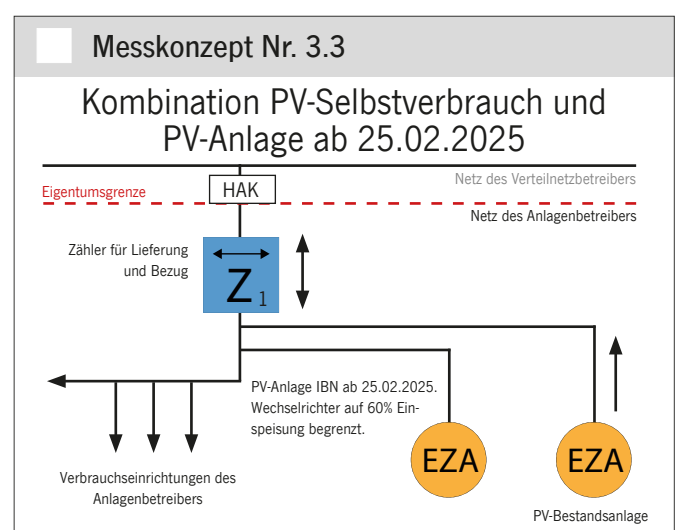 Messkonzept Nr. 3.3
Kombination PV-Selbstverbrauch und
PV-Anlage ab 25.02.2025
Netz des Verteilnetzbetreibers
Eigentumsgrenze
HAK
Netz des Anlagenbetreibers
Zähler für Lieferung
und Bezug
Z 1
PV-Anlage IBN ab 25.02.2025.
Wechselrichter auf 60% Ein-
speisung begrenzt.
EZA
EZA
Verbrauchseinrichtungen des
Anlagenbetreibers
PV-Bestandsanlage